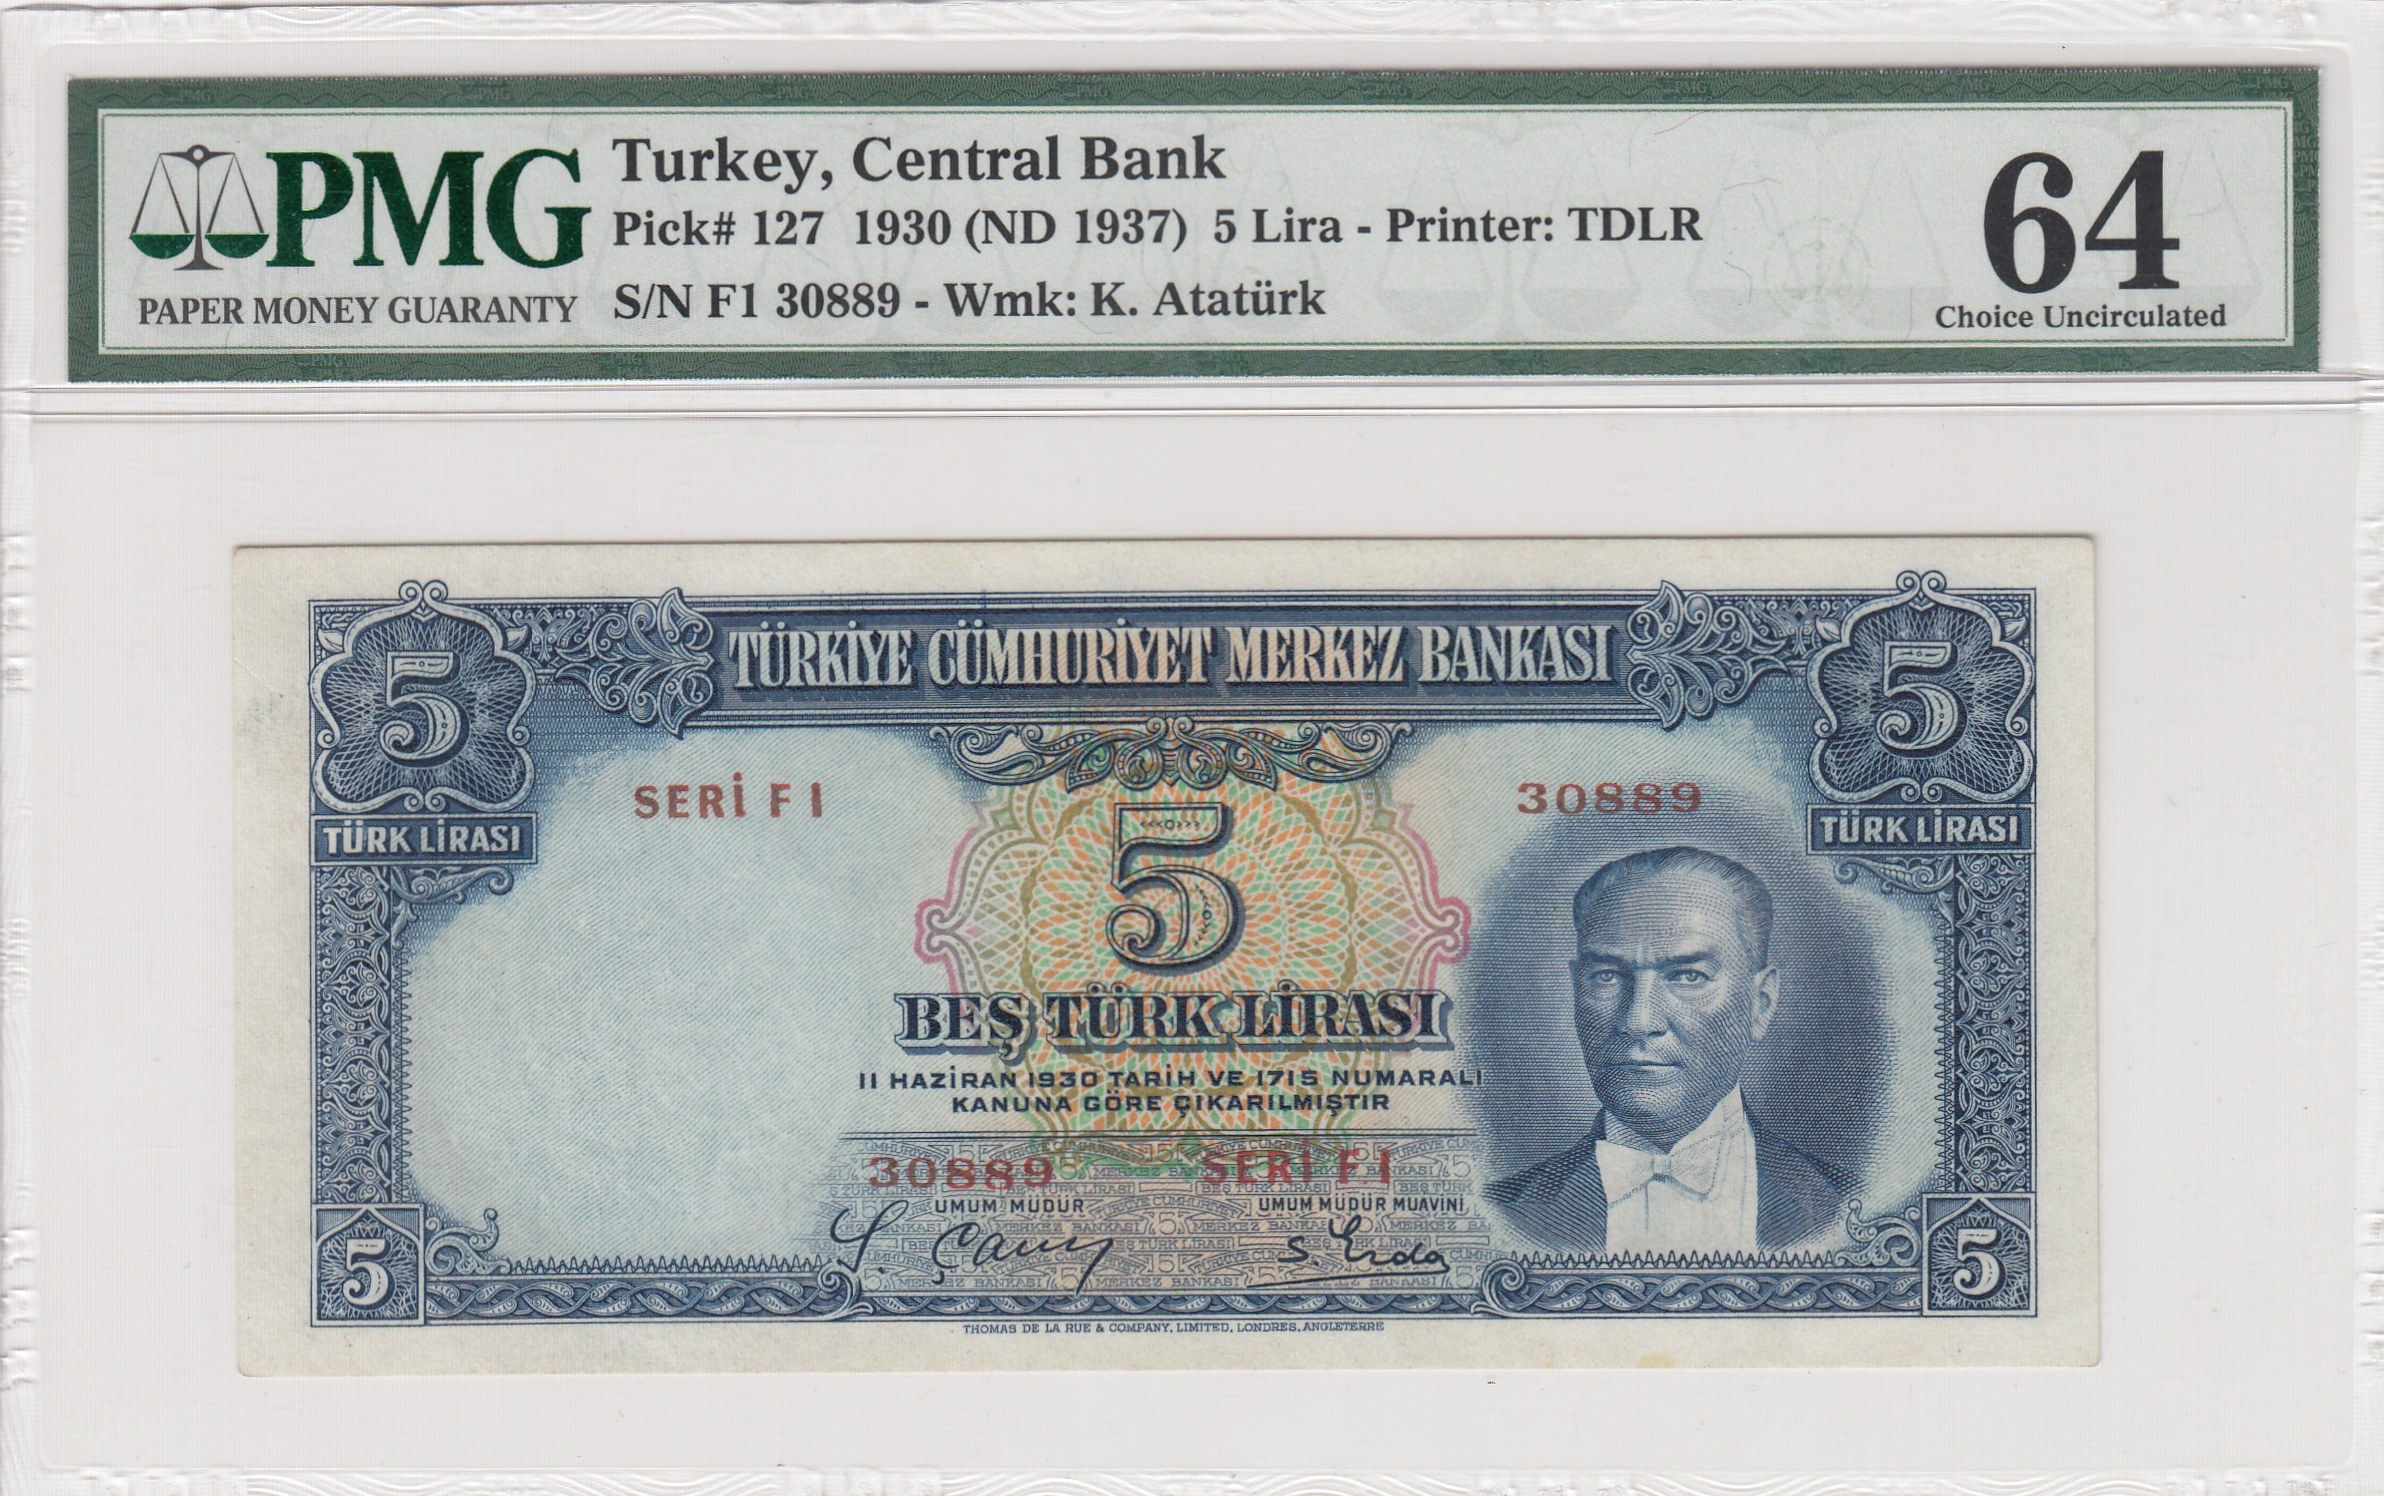 PMG
PAPER MONEY GUARANTY
Turkey, Central Bank
Pick# 127 1930 (ND 1937) 5 Lira - Printer: TDLR
S/N F1 30889 - Wmk: K. Atatürk
64
Choice Uncirculated
5
TÜRKİYE CÜMHURİYET MERKEZ BANKASI
5
SERİ F 1
30889
TÜRK LİRASI
5
TÜRK LİRASI
BEŞ TÜRK LİRASI
11 HAZİRAN 1930 TARİH VE 1715 NUMARALI
KANUNA GÖRE ÇIKARILMIŞTIR
30889
SERİ F 1
UMUM MÜDÜR
UMUM MÜDÜR MUAVİNİ
5
5
THOMAS DE LA RUE & COMPANY, LIMITED, LONDRES, ANGLETERRE